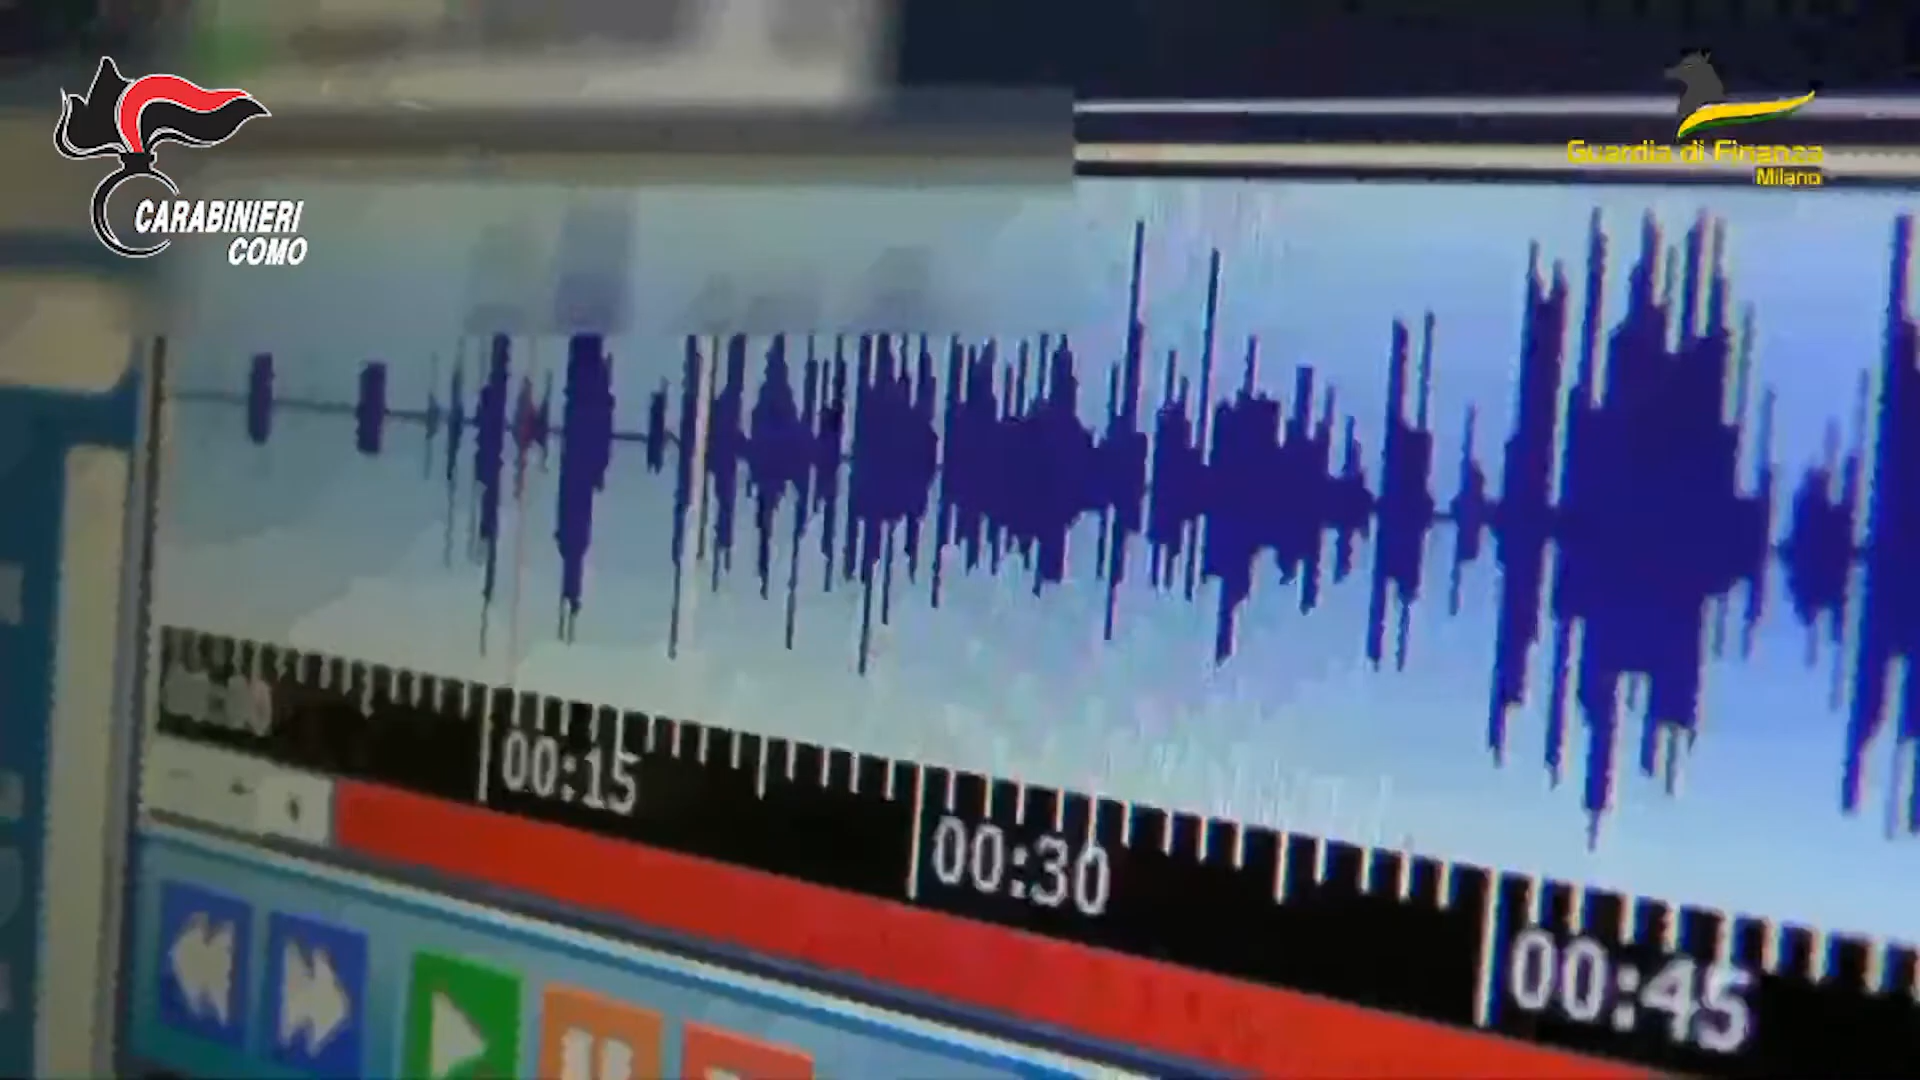 CARABINIERI
COMO
Guardia di Finanza
Milano
00:15
00:30
00:45